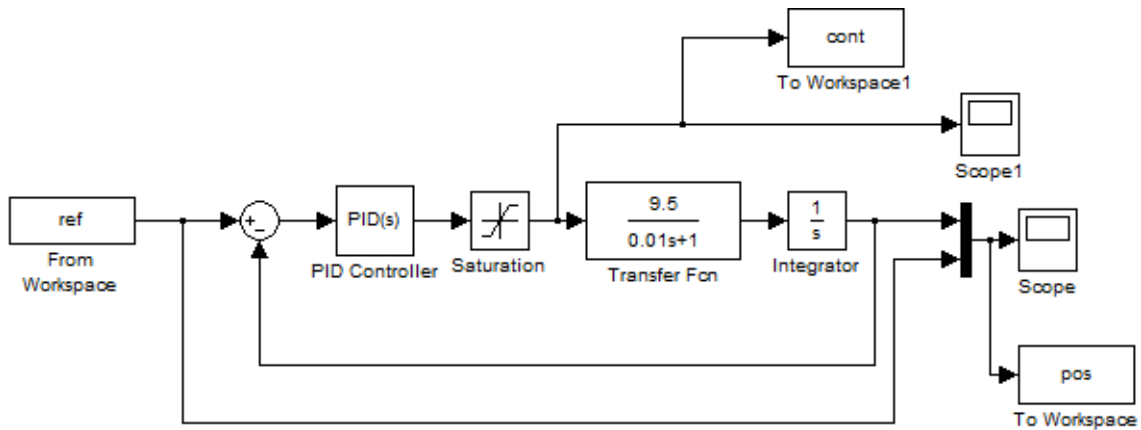 cont
To Workspace1
Scope1
ref
From
Workspace
+
−
PID(s)
PID Controller
Saturation
9.5
0.01s+1
Transfer Fcn
1
s
Integrator
Scope
pos
To Workspace